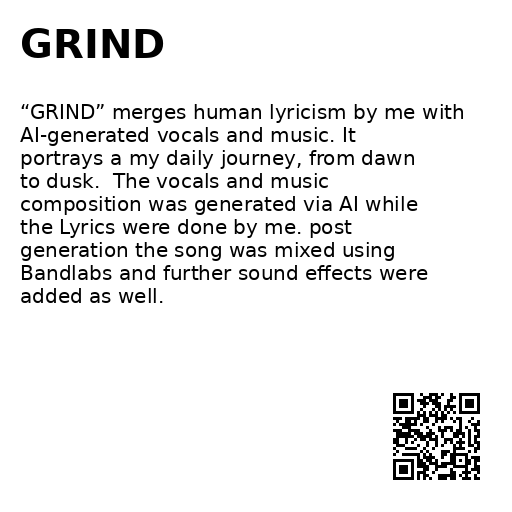 GRIND
“GRIND” merges human lyricism by me with
AI-generated vocals and music. It
portrays a my daily journey, from dawn
to dusk.  The vocals and music
composition was generated via AI while
the Lyrics were done by me. post
generation the song was mixed using
Bandlabs and further sound effects were
added as well.